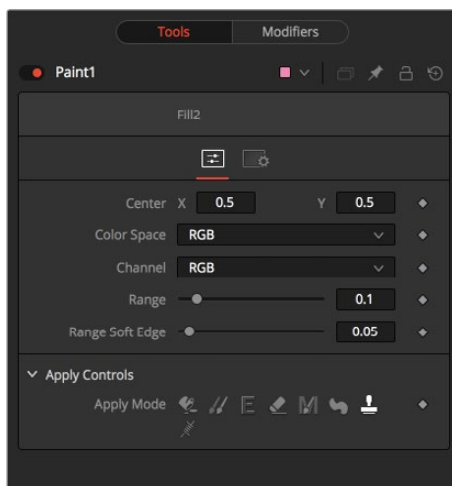 Tools Modifiers
Paint1
Fill2
Center X 0.5 Y 0.5
Color Space RGB
Channel RGB
Range 0.1
Range Soft Edge 0.05
Apply Controls
Apply Mode